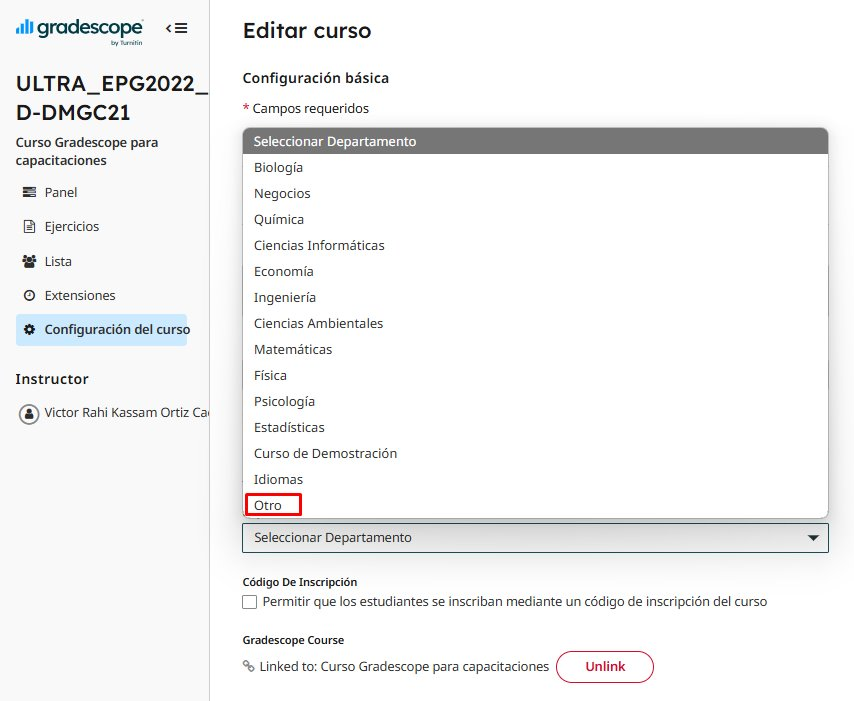 gradescope
by Turnitin
ULTRA_EPG2022_
D-DMGC21
Curso Gradescope para
capacitaciones
Panel
Ejercicios
Lista
Extensiones
Configuración del curso
Instructor
Victor Rahi Kassam Ortiz
Editar curso
Configuración básica
* Campos requeridos
Seleccionar Departamento
Biología
Negocios
Química
Ciencias Informáticas
Economía
Ingeniería
Ciencias Ambientales
Matemáticas
Física
Psicología
Estadísticas
Curso de Demostración
Idiomas
Otro
Seleccionar Departamento
Código De Inscripción
Permitir que los estudiantes se inscriban mediante un código de inscripción del curso
Gradescope Course
Linked to: Curso Gradescope para capacitaciones
Unlink